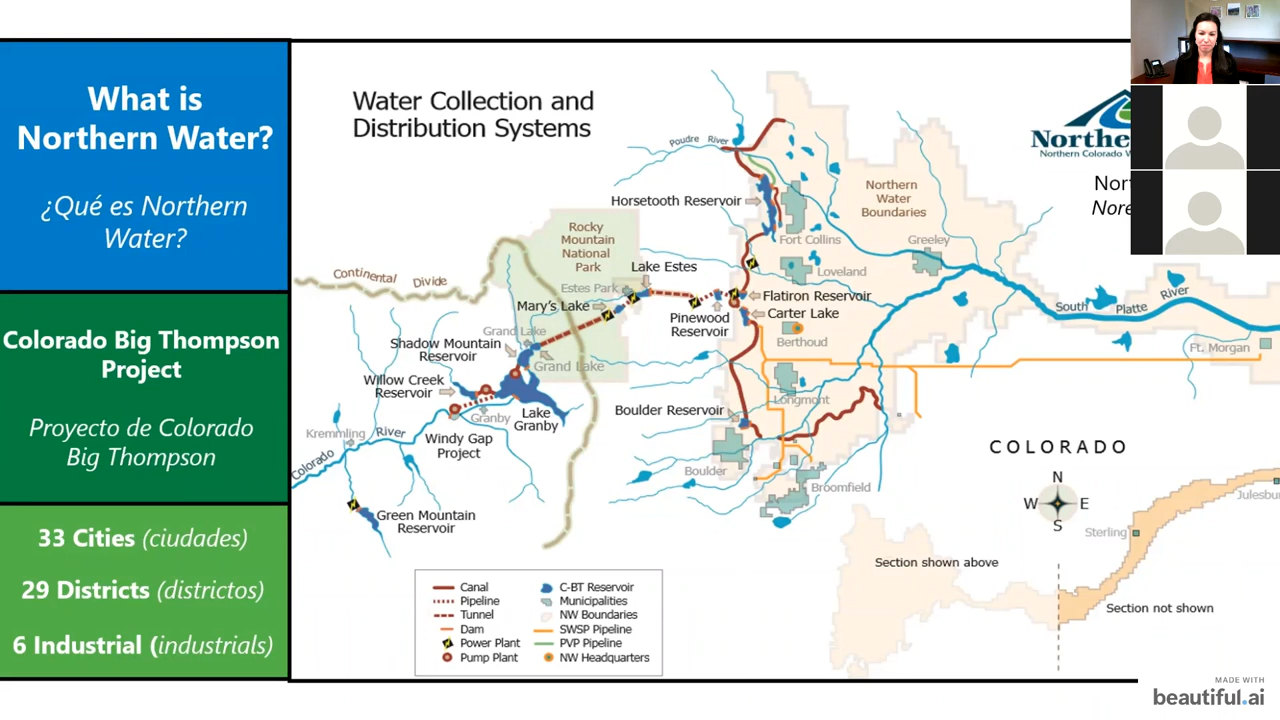 What is
Northern Water?
¿Qué es Northern
Water?
Colorado Big Thompson
Project
Proyecto de Colorado
Big Thompson
33 Cities (ciudades)
29 Districts (districtos)
6 Industrial (industrials)
Water Collection and
Distribution Systems
Northe
Northern Colorado W
Nor
Nore
Poudre River
Horsetooth Reservoir
Northern
Water
Boundaries
Fort Collins
Greeley
Loveland
Rocky
Mountain
National
Park
Continental Divide
Lake Estes
Estes Park
Mary's Lake
Flatiron Reservoir
Pinewood
Reservoir
Carter Lake
Berthoud
South Platte River
Ft. Morgan
Grand Lake
Shadow Mountain
Reservoir
Grand Lake
Willow Creek
Reservoir
Longmont
Boulder Reservoir
Lake
Granby
Granby
Kremmling
Colorado River
Windy Gap
Project
Boulder
Broomfield
Green Mountain
Reservoir
COLORADO
N
W E
S
Julesbu
Sterling
Section shown above
Section not shown
Canal
Pipeline
Tunnel
Dam
Power Plant
Pump Plant
C-BT Reservoir
Municipalities
NW Boundaries
SWSP Pipeline
PVP Pipeline
NW Headquarters
MADE WITH
beautiful.ai